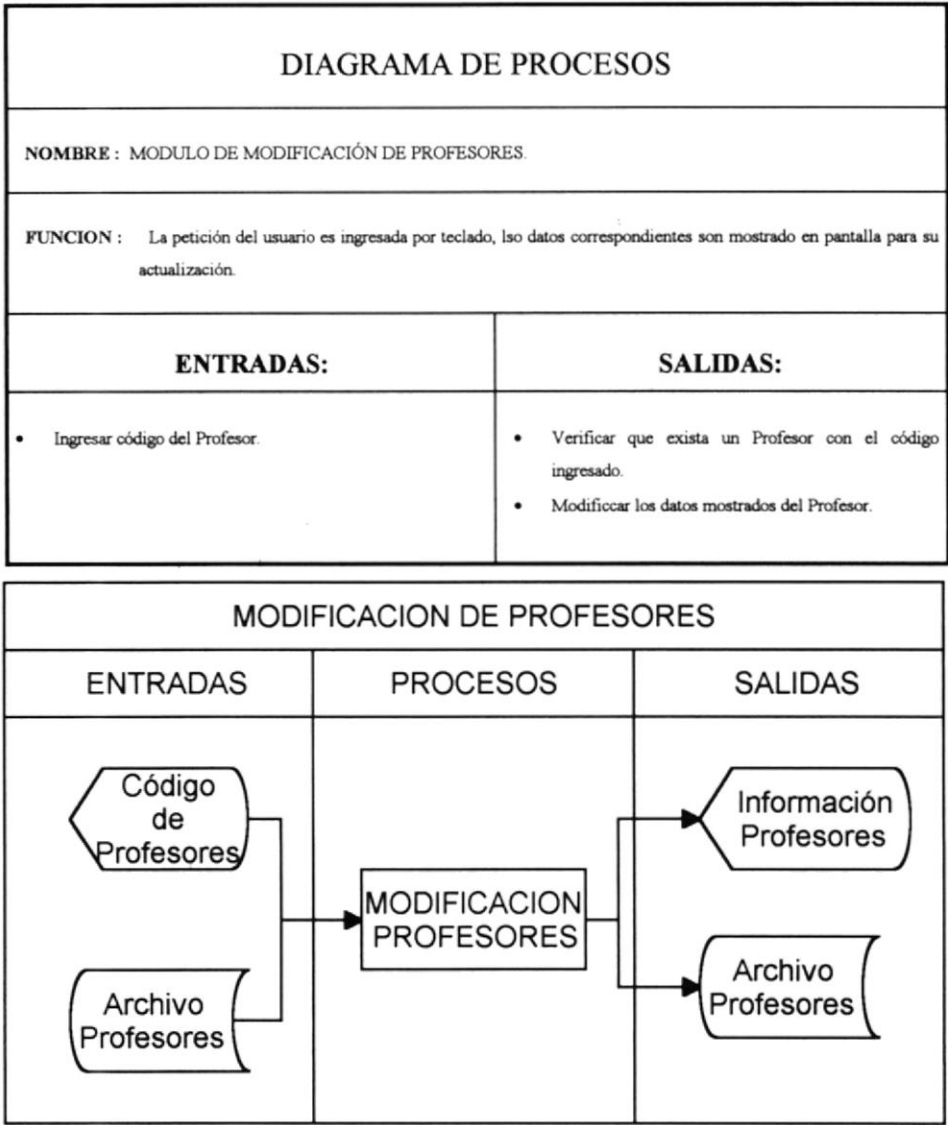 DIAGRAMA DE PROCESOS
NOMBRE : MODULO DE MODIFICACIÓN DE PROFESORES.
FUNCION : La petición del usuario es ingresada por teclado, lso datos correspondientes son mostrado en pantalla para su
actualización.
ENTRADAS:
SALIDAS:
• Ingresar código del Profesor.
• Verificar que exista un Profesor con el código
ingresado.
• Modificcar los datos mostrados del Profesor.
MODIFICACION DE PROFESORES
ENTRADAS
PROCESOS
SALIDAS
Código
de
Profesores
Archivo
Profesores
MODIFICACION
PROFESORES
Información
Profesores
Archivo
Profesores